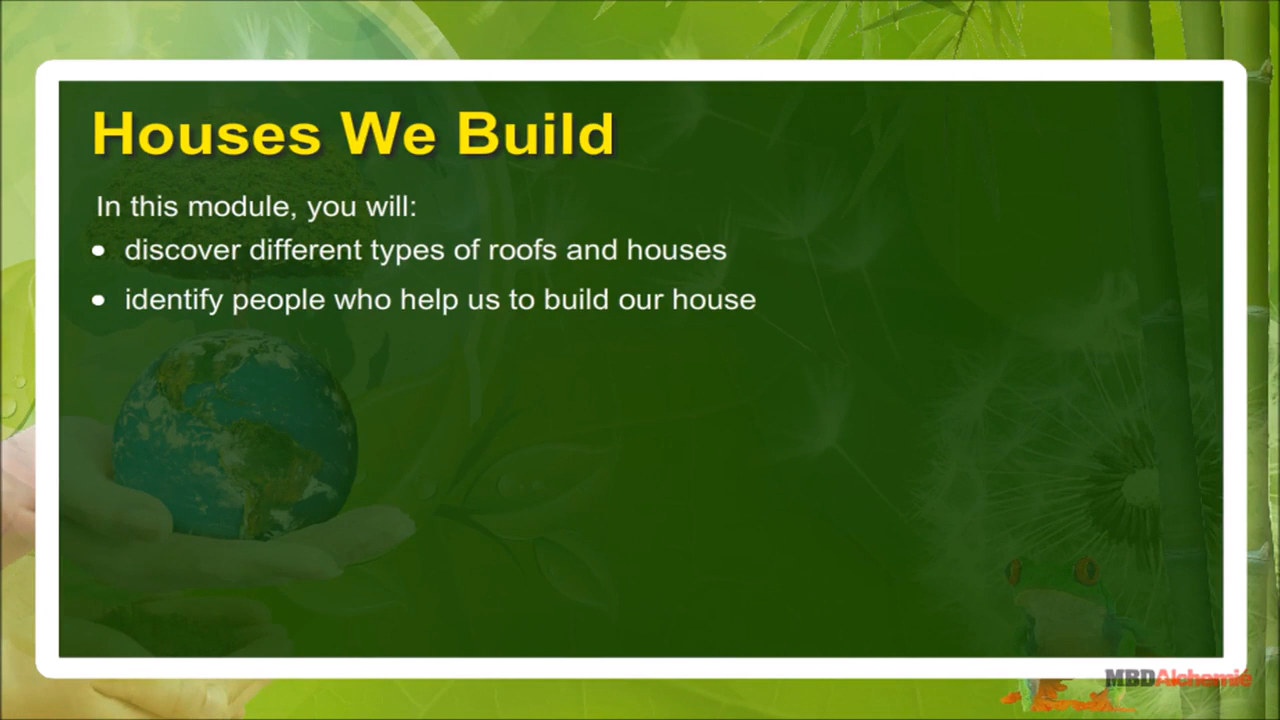 Houses We Build
In this module, you will:
• discover different types of roofs and houses
• identify people who help us to build our house
MBDAlchemié